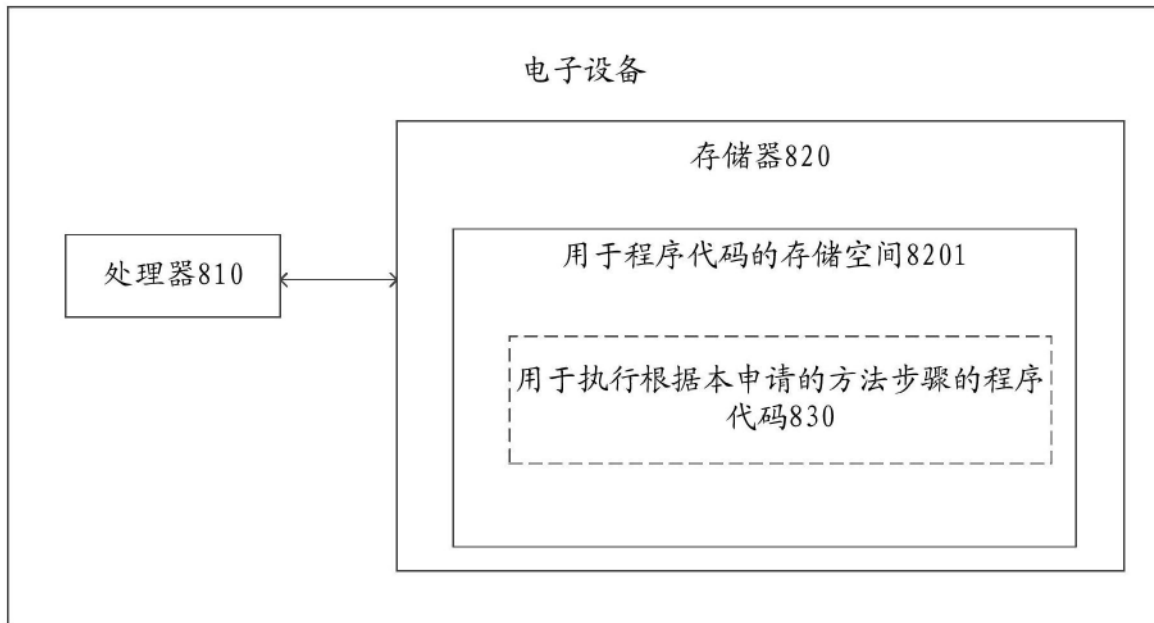 电子设备
存储器820
处理器810
用于程序代码的存储空间8201
用于执行根据本申请的方法步骤的程序
代码830